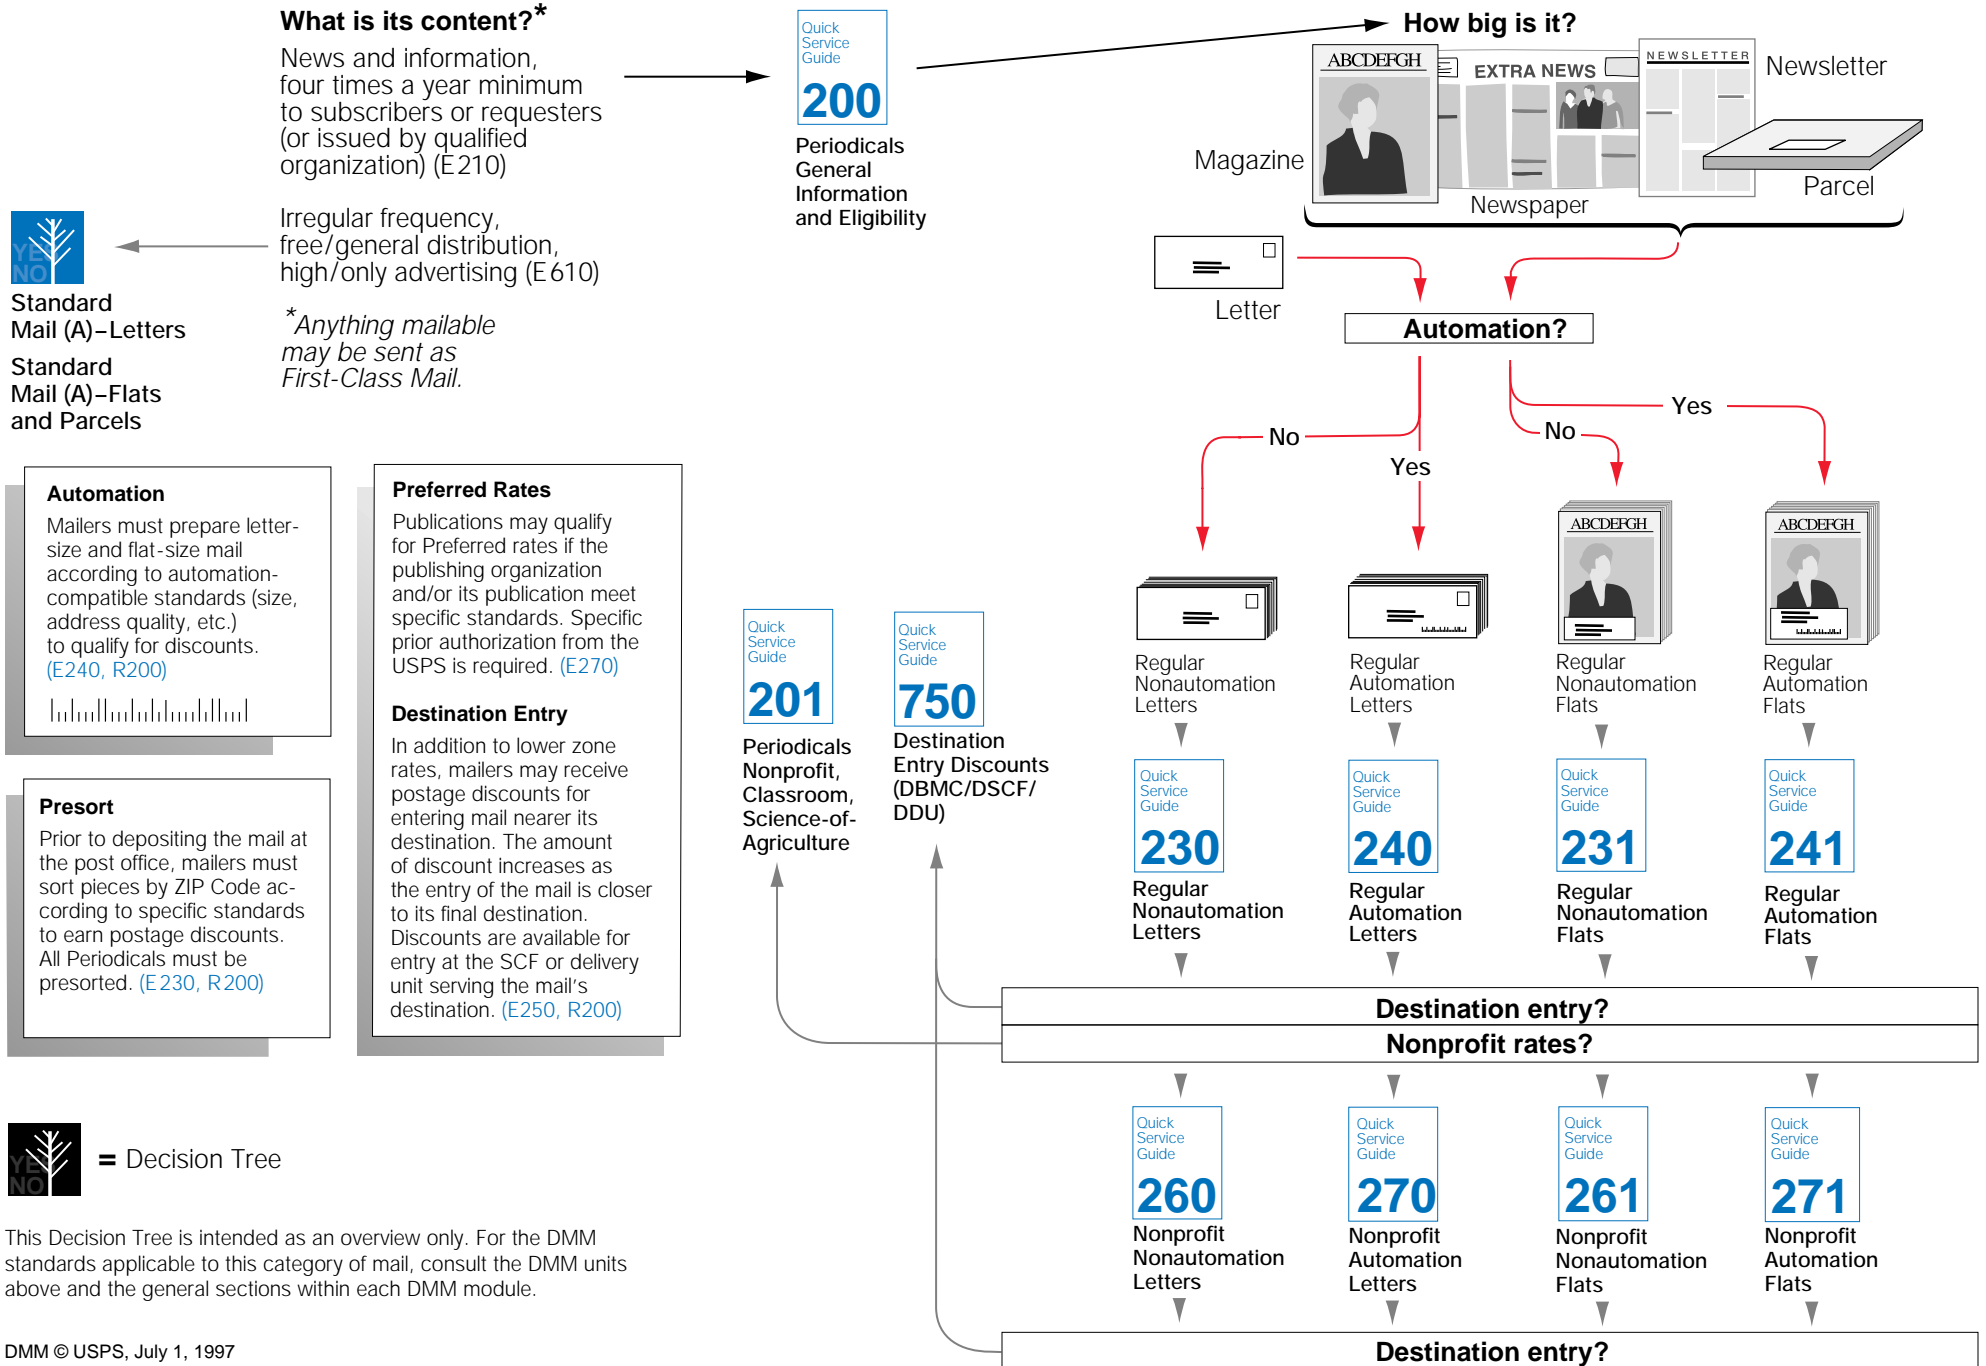 What is its content?*
News and information,
four times a year minimum
to subscribers or requesters
(or issued by qualified
organization) (E210)
Irregular frequency,
free/general distribution,
high/only advertising (E610)
*Anything mailable
may be sent as
First-Class Mail.
YES
NO
Standard
Mail (A)–Letters
Standard
Mail (A)–Flats
and Parcels
Quick
Service
Guide
200
Periodicals
General
Information
and Eligibility
How big is it?
ABCDEFGH
EXTRA NEWS
NEWSLETTER
Newsletter
Magazine
Newspaper
Parcel
Letter
Automation?
No
Yes
No
Yes
ABCDEFGH
ABCDEFGH
Automation
Mailers must prepare letter-
size and flat-size mail
according to automation-
compatible standards (size,
address quality, etc.)
to qualify for discounts.
(E240, R200)
Presort
Prior to depositing the mail at
the post office, mailers must
sort pieces by ZIP Code ac-
cording to specific standards
to earn postage discounts.
All Periodicals must be
presorted. (E230, R200)
Preferred Rates
Publications may qualify
for Preferred rates if the
publishing organization
and/or its publication meet
specific standards. Specific
prior authorization from the
USPS is required. (E270)
Destination Entry
In addition to lower zone
rates, mailers may receive
postage discounts for
entering mail nearer its
destination. The amount
of discount increases as
the entry of the mail is closer
to its final destination.
Discounts are available for
entry at the SCF or delivery
unit serving the mail's
destination. (E250, R200)
Quick
Service
Guide
201
Periodicals
Nonprofit,
Classroom,
Science-of-
Agriculture
Quick
Service
Guide
750
Destination
Entry Discounts
(DBMC/DSCF/
DDU)
Regular
Nonautomation
Letters
Regular
Automation
Letters
Regular
Nonautomation
Flats
Regular
Automation
Flats
Quick
Service
Guide
230
Regular
Nonautomation
Letters
Quick
Service
Guide
240
Regular
Automation
Letters
Quick
Service
Guide
231
Regular
Nonautomation
Flats
Quick
Service
Guide
241
Regular
Automation
Flats
Destination entry?
Nonprofit rates?
Quick
Service
Guide
260
Nonprofit
Nonautomation
Letters
Quick
Service
Guide
270
Nonprofit
Automation
Letters
Quick
Service
Guide
261
Nonprofit
Nonautomation
Flats
Quick
Service
Guide
271
Nonprofit
Automation
Flats
Destination entry?
YES
NO
= Decision Tree
This Decision Tree is intended as an overview only. For the DMM
standards applicable to this category of mail, consult the DMM units
above and the general sections within each DMM module.
DMM © USPS, July 1, 1997